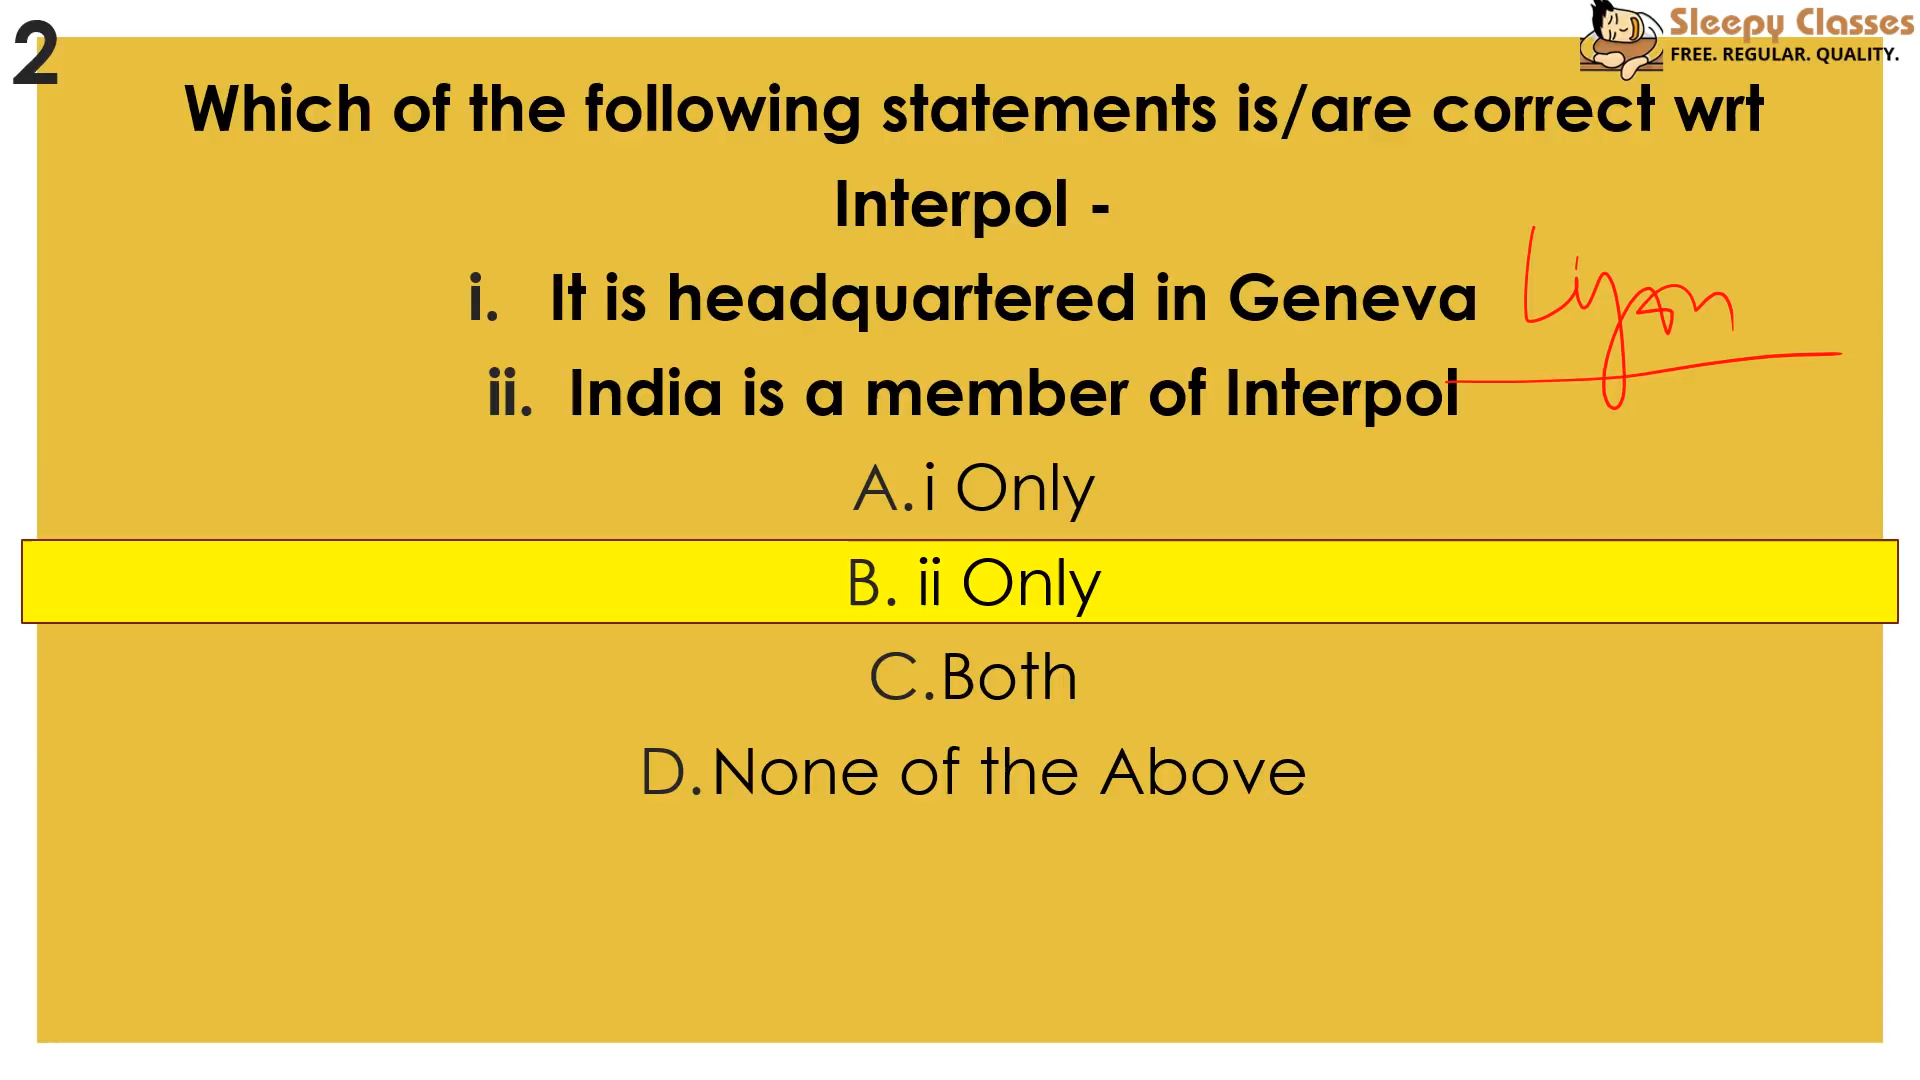 2
Sleepy Classes
FREE. REGULAR. QUALITY.
Which of the following statements is/are correct wrt
Interpol -
i. It is headquartered in Geneva
Liyon
ii. India is a member of Interpol
A. i Only
B. ii Only
C. Both
D. None of the Above